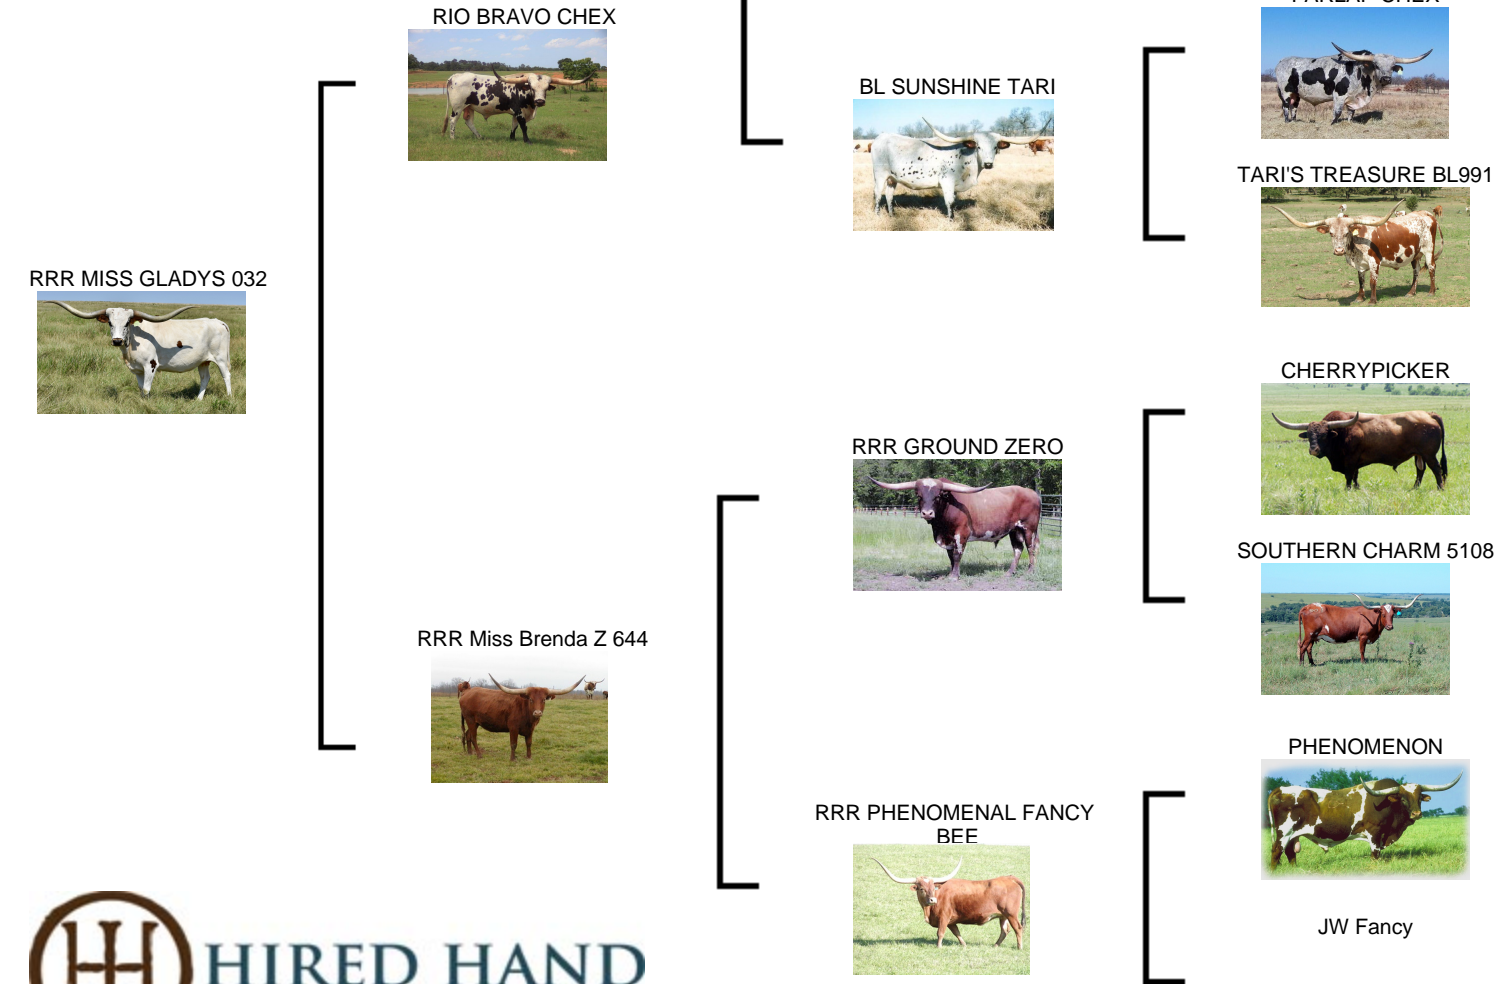 RIO BRAVO CHEX
BL SUNSHINE TARI
TARI'S TREASURE BL991
RRR MISS GLADYS 032
CHERRYPICKER
RRR GROUND ZERO
SOUTHERN CHARM 5108
RRR Miss Brenda Z 644
PHENOMENON
RRR PHENOMENAL FANCY
BEE
JW Fancy
HIRED HAND